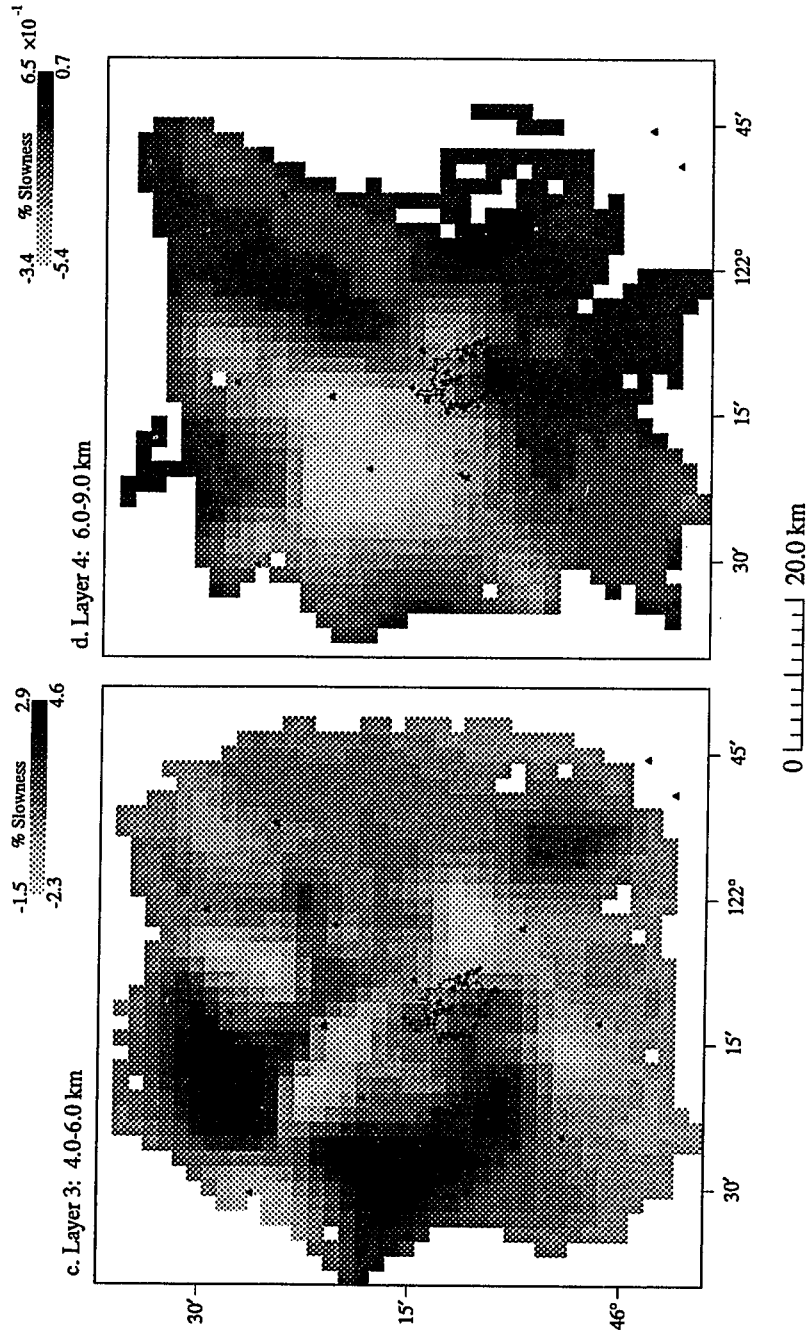 -1.5 % Slowness 2.9
-2.3 4.6
c. Layer 3: 4.0-6.0 km
30′
15′
46°
30′ 15′ 122° 45′
-3.4 % Slowness 6.5 ×10⁻¹
-5.4 0.7
d. Layer 4: 6.0-9.0 km
30′ 15′ 122° 45′
0 20.0 km